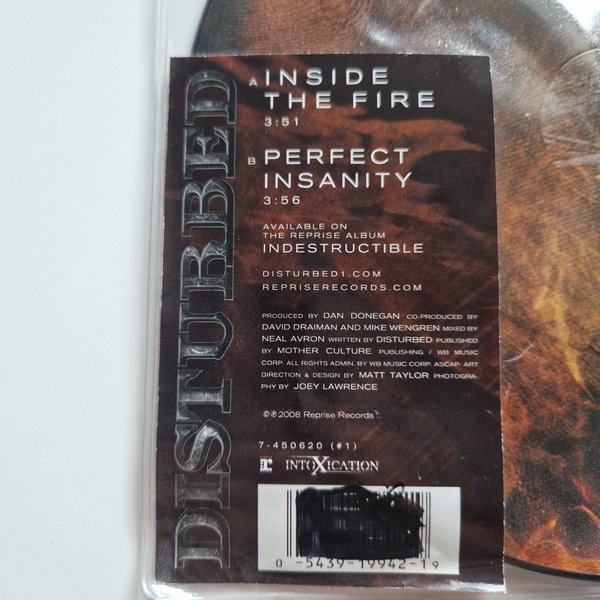 DISTURBED
A INSIDE
THE FIRE
3:51
B PERFECT
INSANITY
3:56
AVAILABLE ON
THE REPRISE ALBUM
INDESTRUCTIBLE
DISTURBED1.COM
REPRISERECORDS.COM
PRODUCED BY DAN DONEGAN CO-PRODUCED BY
DAVID DRAIMAN AND MIKE WENGREN MIXED BY
NEAL AVRON WRITTEN BY DISTURBED PUBLISHED
BY MOTHER CULTURE PUBLISHING / WB MUSIC
CORP. ALL RIGHTS ADMIN. BY WB MUSIC CORP. ASCAP ART
DIRECTION & DESIGN BY MATT TAYLOR PHOTOGRA-
PHY BY JOEY LAWRENCE
©℗2008 Reprise Records
7-450620 (#1)
r INTOXICATION
0 -5439-19942-19